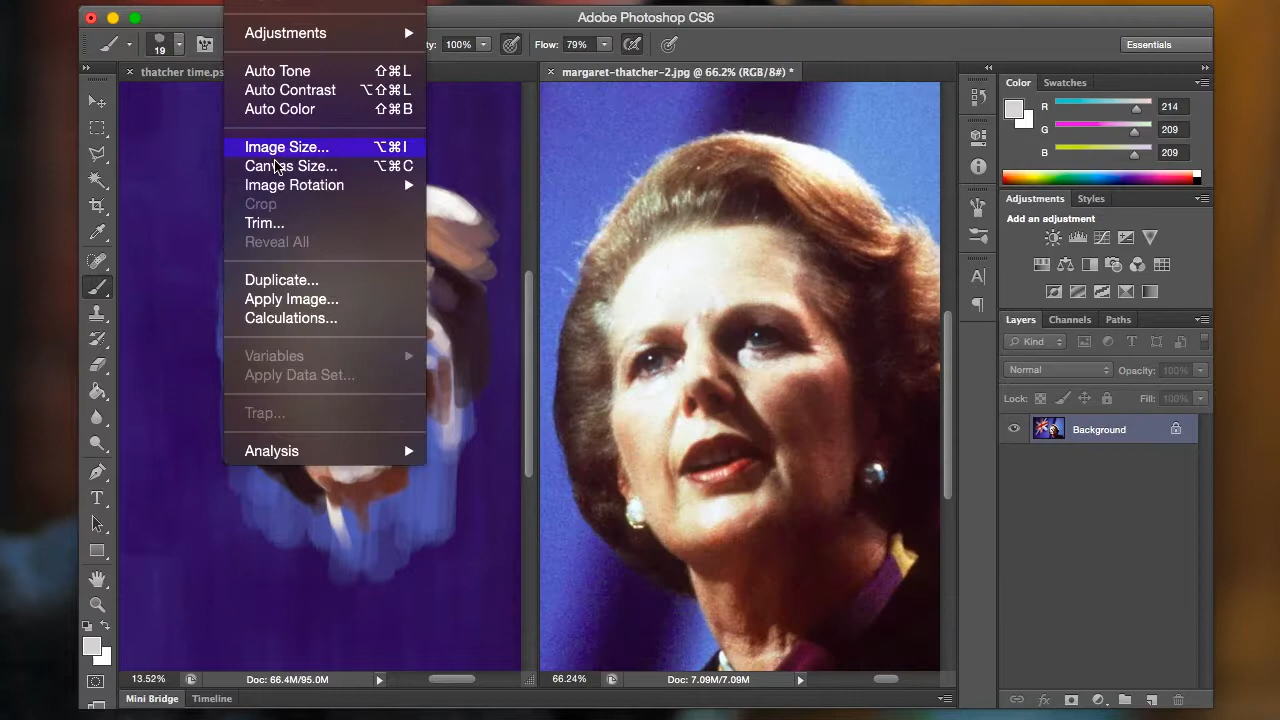 Adobe Photoshop CS6
19
100%
Flow: 79%
Essentials
thatcher time.ps
margaret-thatcher-2.jpg @ 66.2% (RGB/8#) *
Adjustments
Auto Tone ⇧⌘L
Auto Contrast ⌥⇧⌘L
Auto Color ⇧⌘B
Image Size... ⌥⌘I
Canvas Size... ⌥⌘C
Image Rotation
Crop
Trim...
Reveal All
Duplicate...
Apply Image...
Calculations...
Variables
Apply Data Set...
Trap...
Analysis
Color Swatches
R 214
G 209
B 209
Adjustments Styles
Add an adjustment
Layers Channels Paths
Kind
Normal Opacity: 100%
Lock: Fill: 100%
Background
13.52% Doc: 66.4M/95.0M
66.24% Doc: 7.09M/7.09M
Mini Bridge Timeline